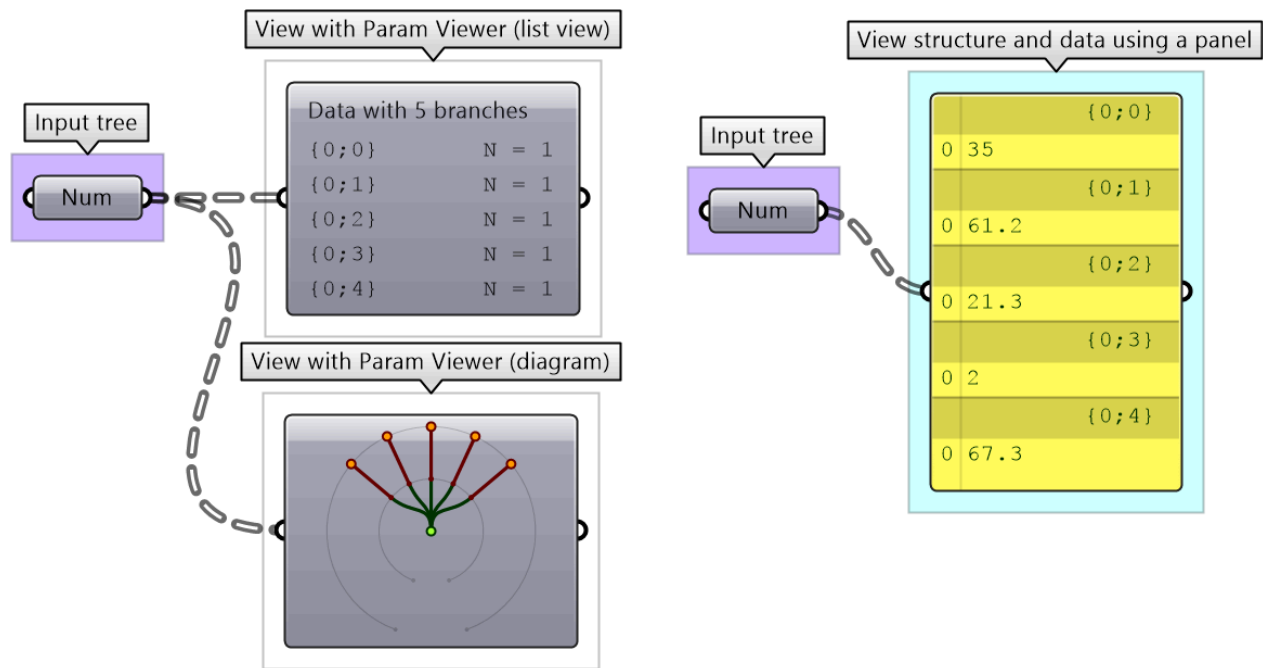 View with Param Viewer (list view)
Input tree
Num
Data with 5 branches
{0;0} N = 1
{0;1} N = 1
{0;2} N = 1
{0;3} N = 1
{0;4} N = 1
View with Param Viewer (diagram)
View structure and data using a panel
Input tree
Num
{0;0}
0 35
{0;1}
0 61.2
{0;2}
0 21.3
{0;3}
0 2
{0;4}
0 67.3